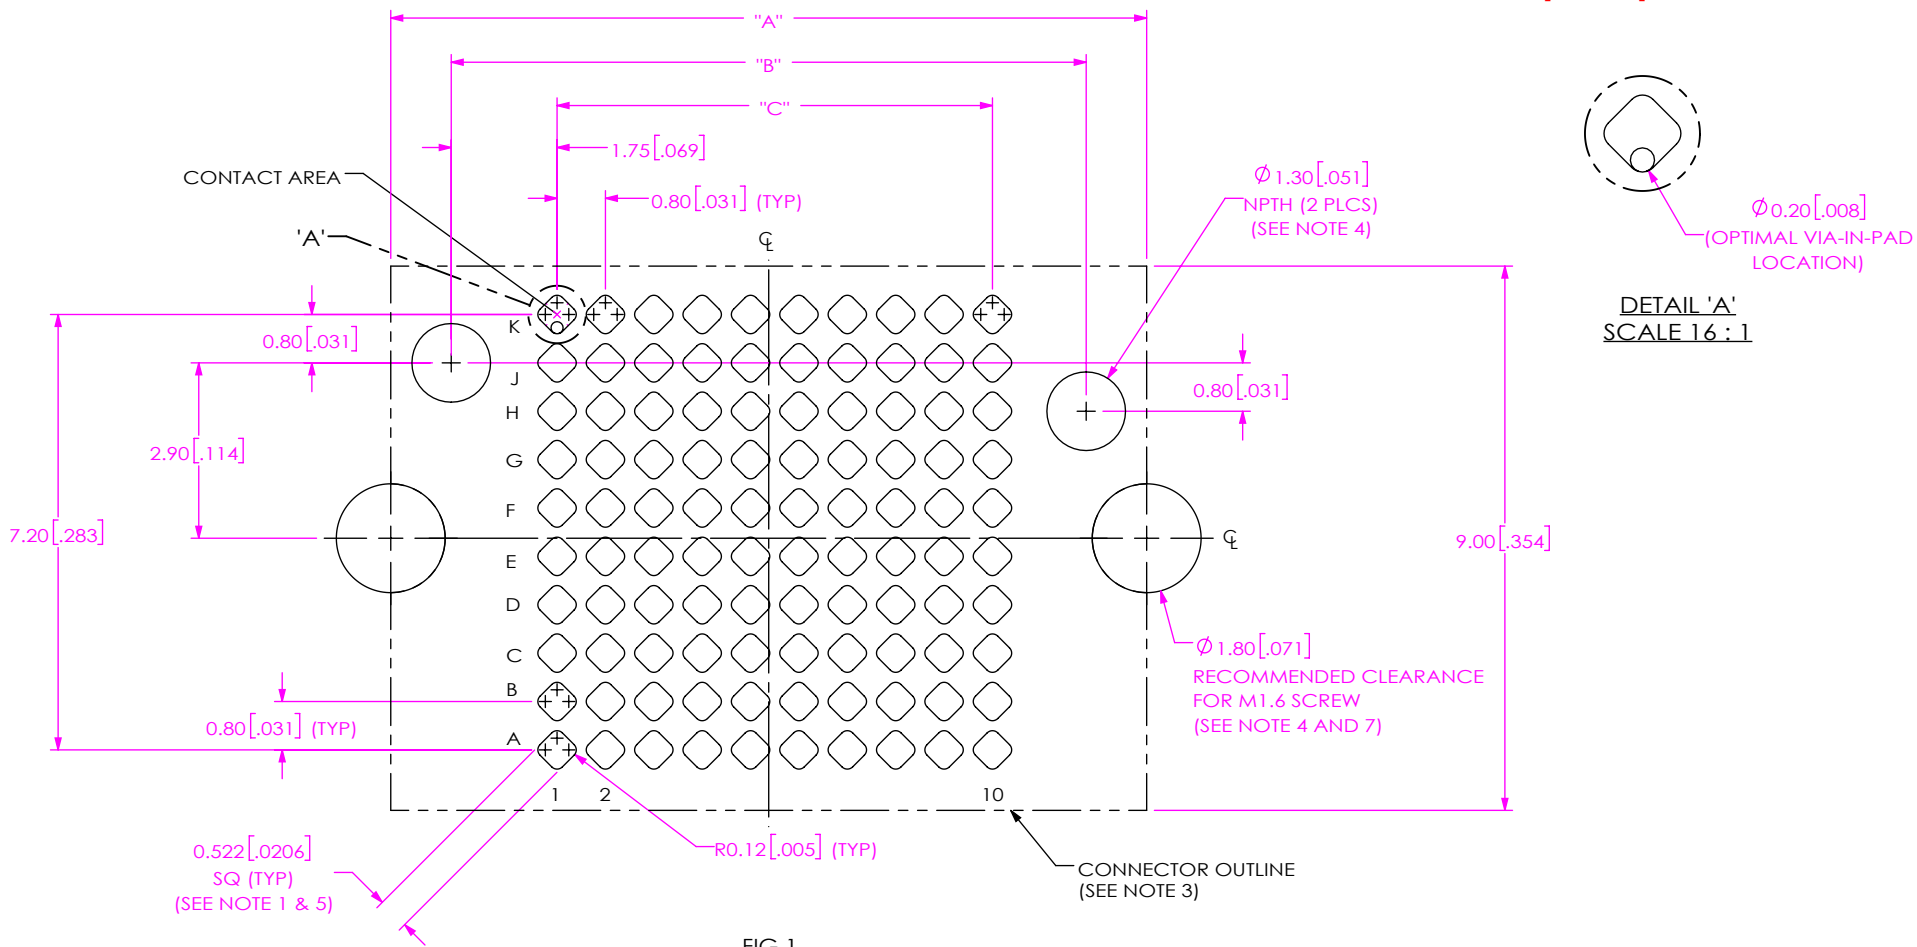 "A"
"B"
"C"
1.75[.069]
CONTACT AREA
0.80[.031] (TYP)
'A'
℄
Ø1.30[.051]
NPTH (2 PLCS)
(SEE NOTE 4)
Ø0.20[.008]
(OPTIMAL VIA-IN-PAD
LOCATION)
DETAIL 'A'
SCALE 16 : 1
K
0.80[.031]
J
0.80[.031]
H
2.90[.114]
G
F
7.20[.283]
℄
9.00[.354]
E
D
C
Ø1.80[.071]
RECOMMENDED CLEARANCE
FOR M1.6 SCREW
(SEE NOTE 4 AND 7)
B
0.80[.031] (TYP)
A
1 2 10
0.522[.0206]
SQ (TYP)
(SEE NOTE 1 & 5)
R0.12[.005] (TYP)
CONNECTOR OUTLINE
(SEE NOTE 3)
FIG 1